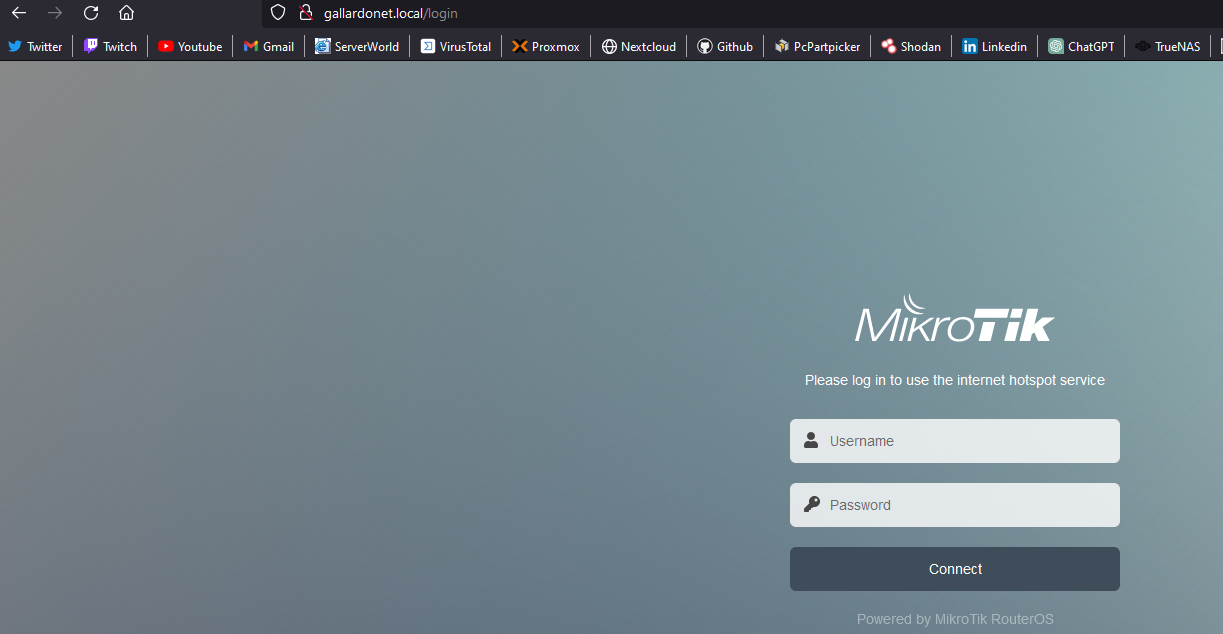 gallardonet.local/login
Twitter Twitch Youtube Gmail ServerWorld VirusTotal Proxmox Nextcloud Github PcPartpicker Shodan Linkedin ChatGPT TrueNAS
MikroTik
Please log in to use the internet hotspot service
Username
Password
Connect
Powered by MikroTik RouterOS